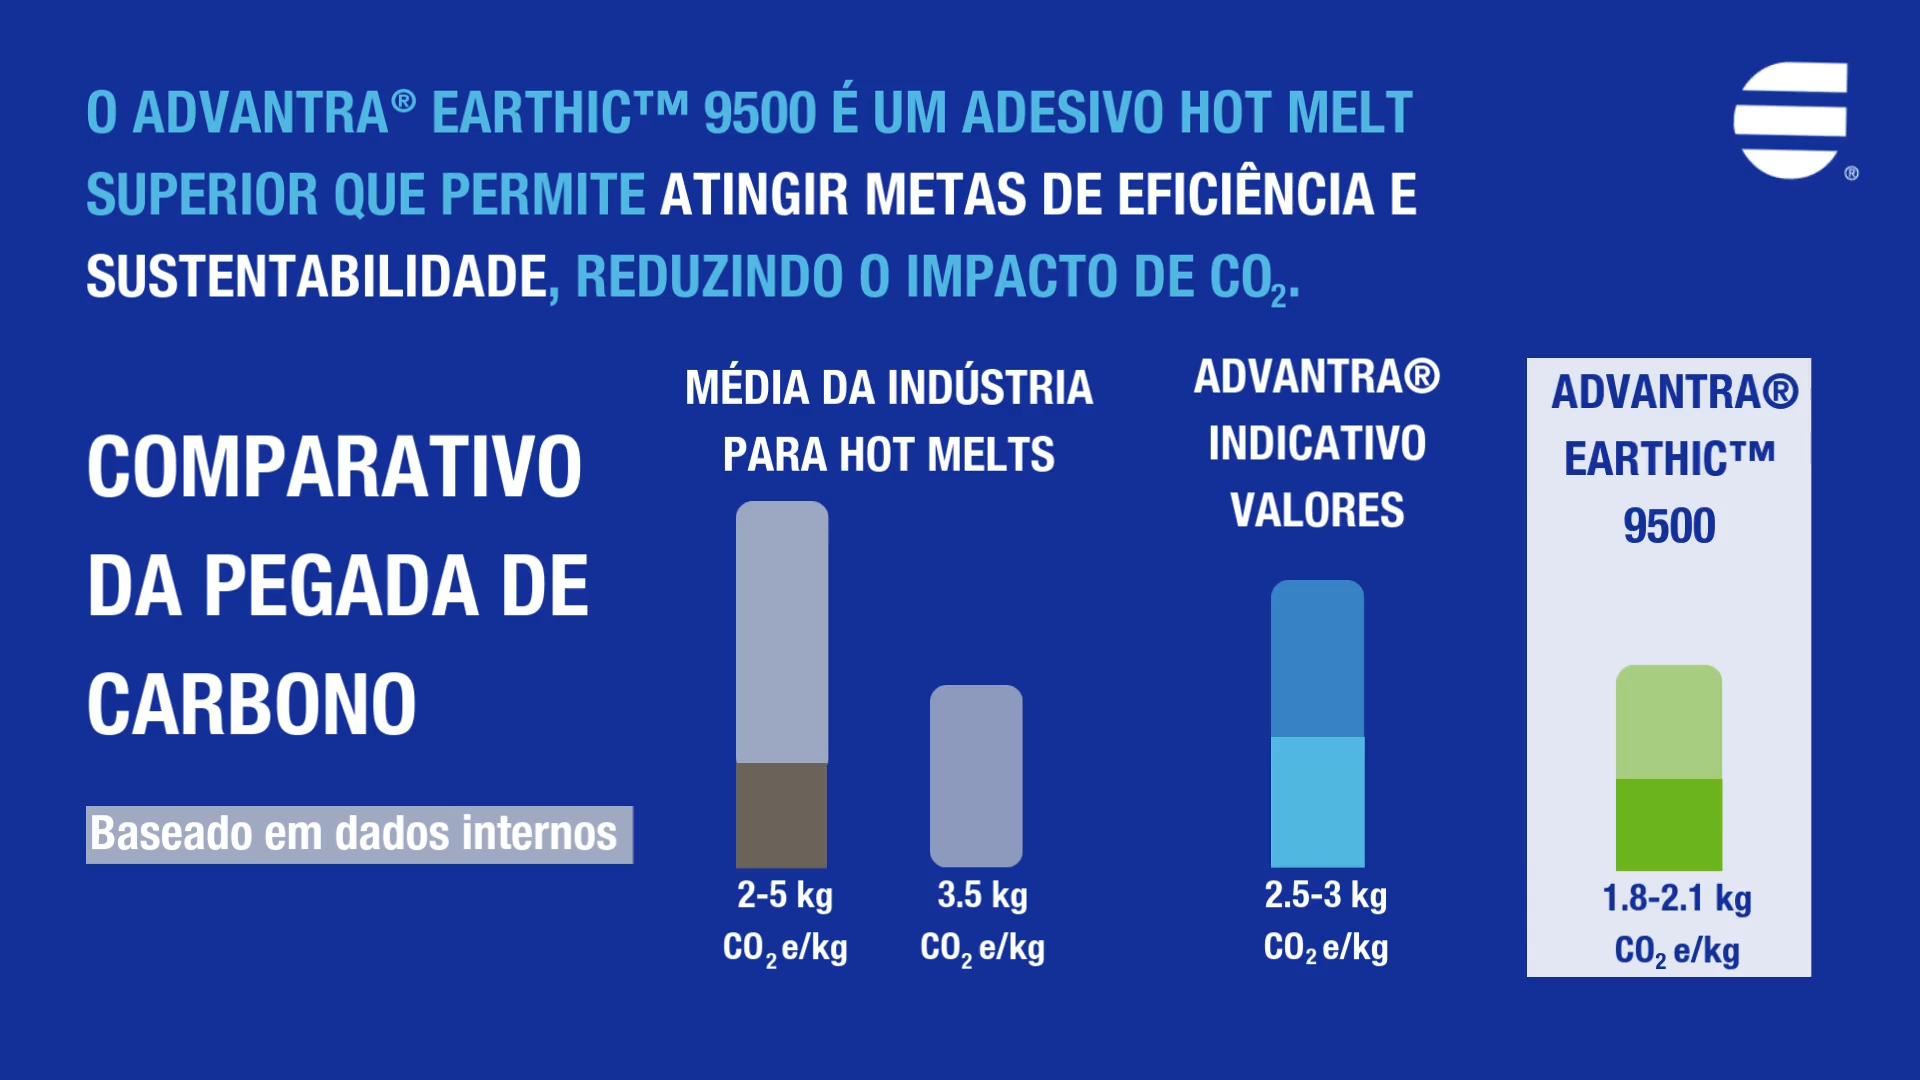 O ADVANTRA® EARTHIC™ 9500 É UM ADESIVO HOT MELT
SUPERIOR QUE PERMITE ATINGIR METAS DE EFICIÊNCIA E
SUSTENTABILIDADE, REDUZINDO O IMPACTO DE CO₂.
®
COMPARATIVO
DA PEGADA DE
CARBONO
Baseado em dados internos
MÉDIA DA INDÚSTRIA
PARA HOT MELTS
2-5 kg
CO₂ e/kg
3.5 kg
CO₂ e/kg
ADVANTRA®
INDICATIVO
VALORES
2.5-3 kg
CO₂ e/kg
ADVANTRA®
EARTHIC™
9500
1.8-2.1 kg
CO₂ e/kg